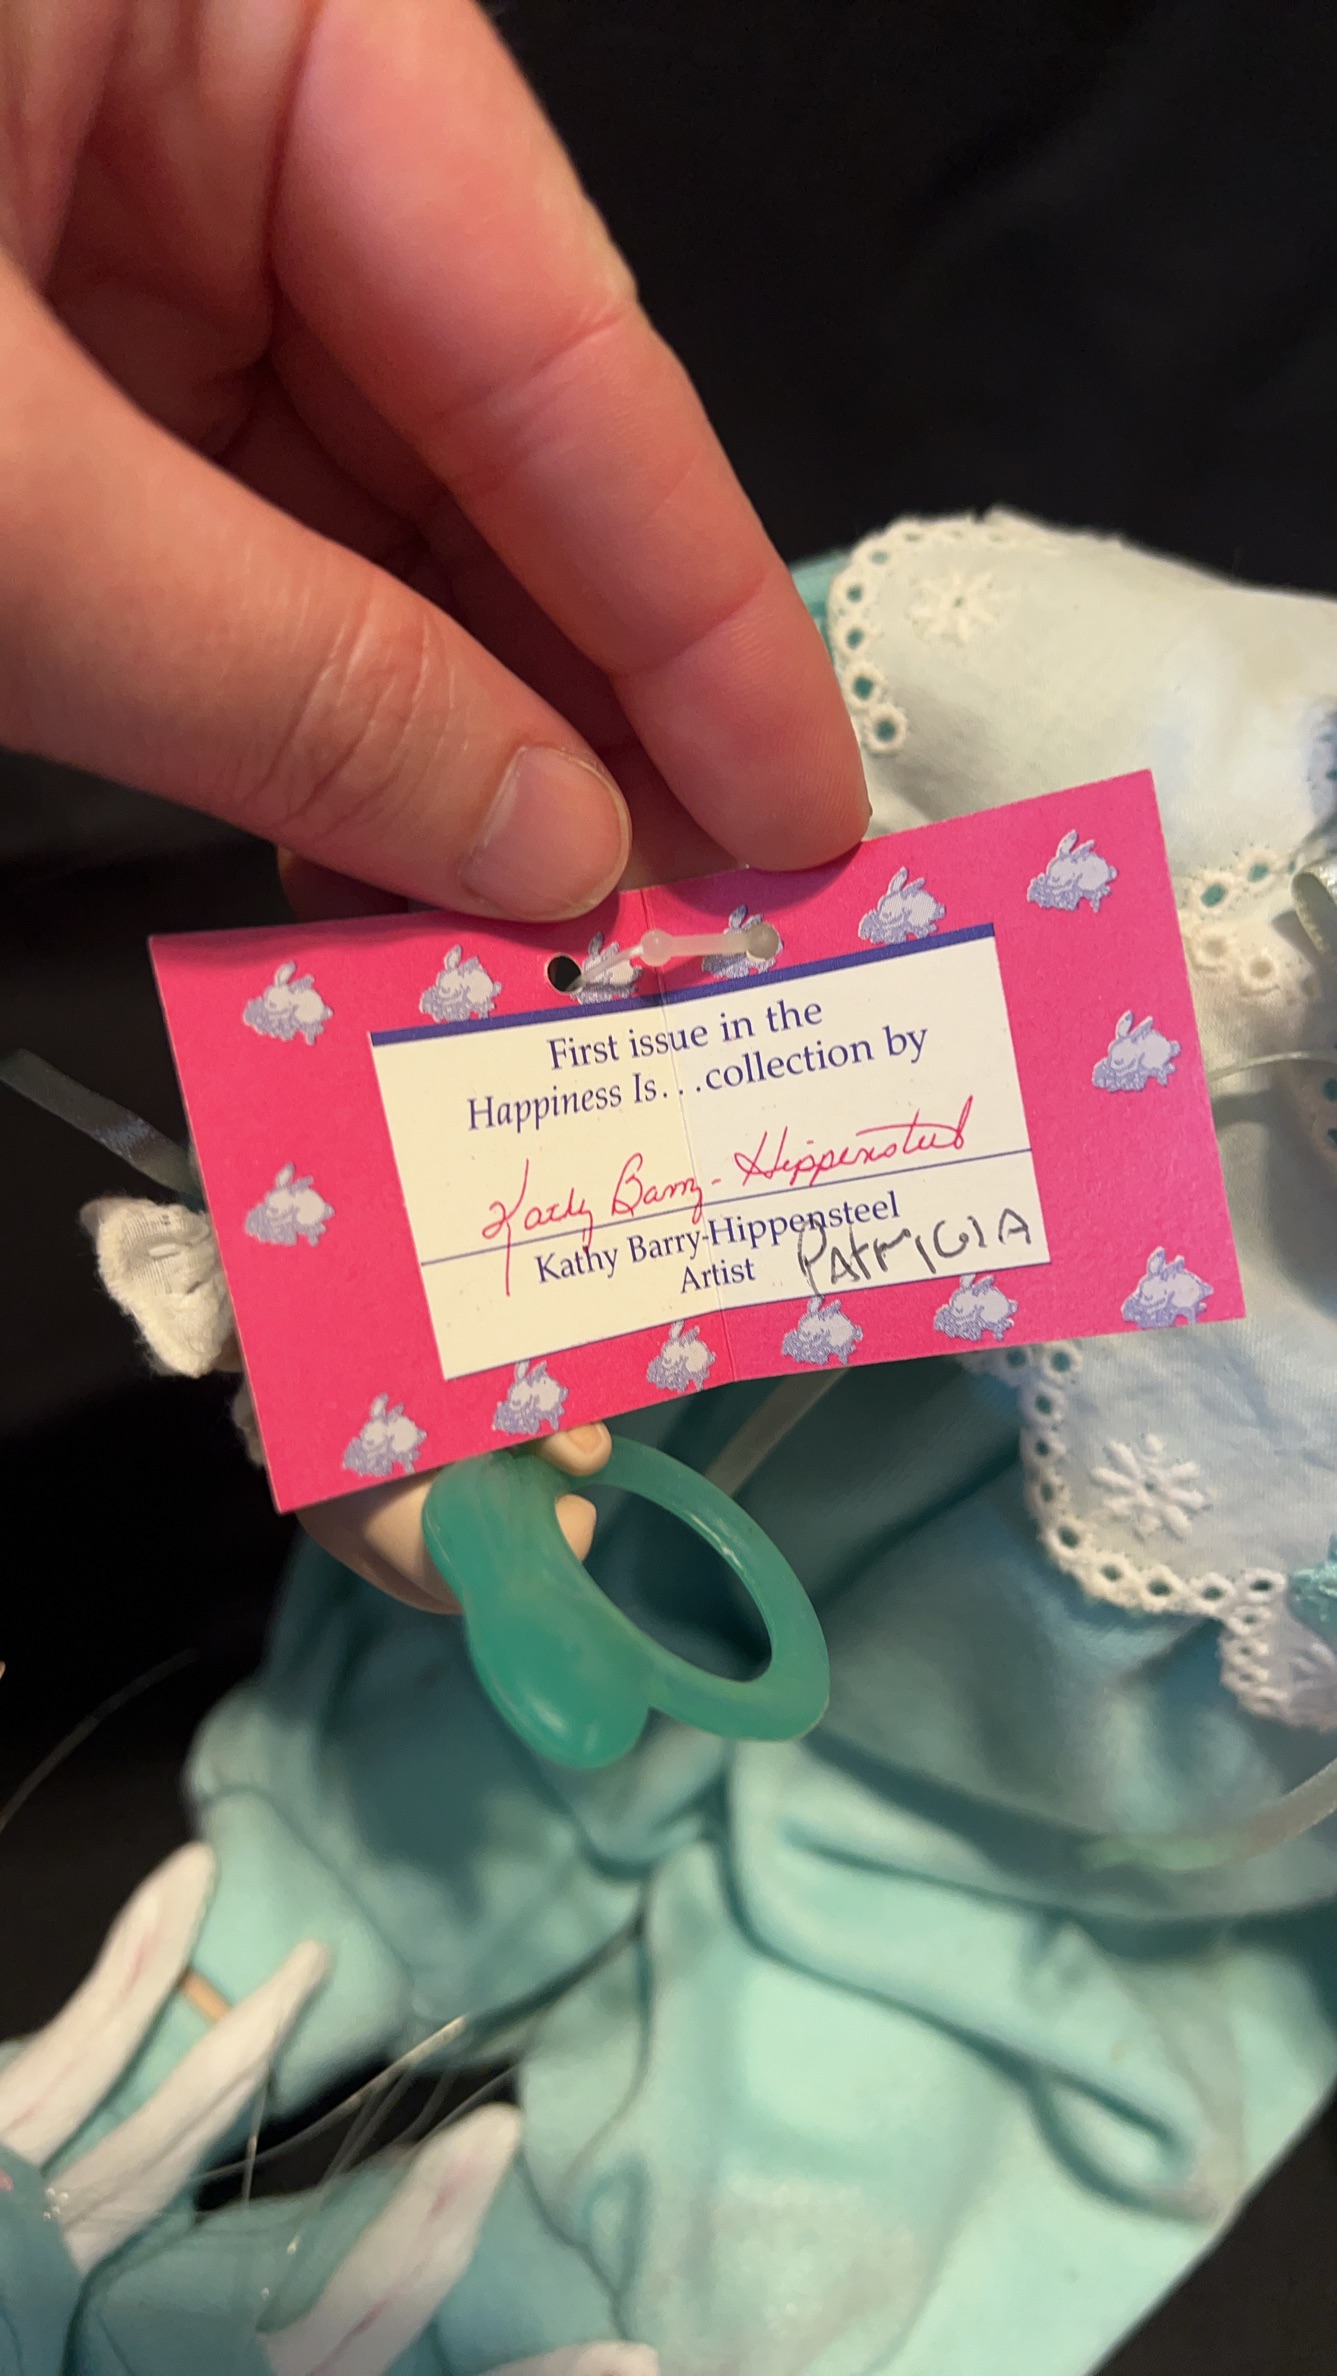 First issue in the
Happiness Is. . .collection by
Kathy Barry-Hippensteel
Kathy Barry-Hippensteel
Artist PATrICIA